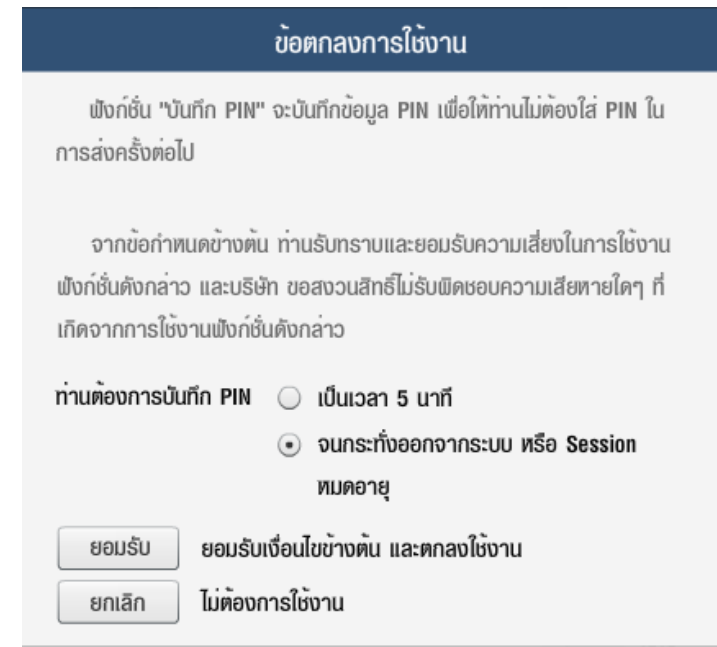 ข้อตกลงการใช้งาน
ฟังก์ชั่น "บันทึก PIN" จะบันทึกข้อมูล PIN เพื่อให้ท่านไม่ต้องใส่ PIN ใน
การส่งครั้งต่อไป
จากข้อกำหนดข้างต้น ท่านรับทราบและยอมรับความเสี่ยงในการใช้งาน
ฟังก์ชั่นดังกล่าว และบริษัท ขอสงวนสิทธิ์ไม่รับผิดชอบความเสียหายใดๆ ที่
เกิดจากการใช้งานฟังก์ชั่นดังกล่าว
ท่านต้องการบันทึก PIN เป็นเวลา 5 นาที
จนกระทั่งออกจากระบบ หรือ Session
หมดอายุ
ยอมรับ ยอมรับเงื่อนไขข้างต้น และตกลงใช้งาน
ยกเลิก ไม่ต้องการใช้งาน